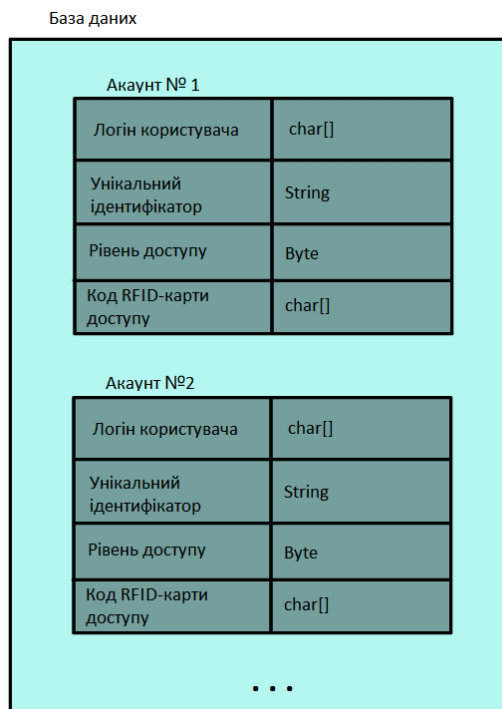 База даних
Акаунт № 1
Логін користувача
char[]
Унікальний
ідентифікатор
String
Рівень доступу
Byte
Код RFID-карти
доступу
char[]
Акаунт №2
Логін користувача
char[]
Унікальний
ідентифікатор
String
Рівень доступу
Byte
Код RFID-карти
доступу
char[]
. . .